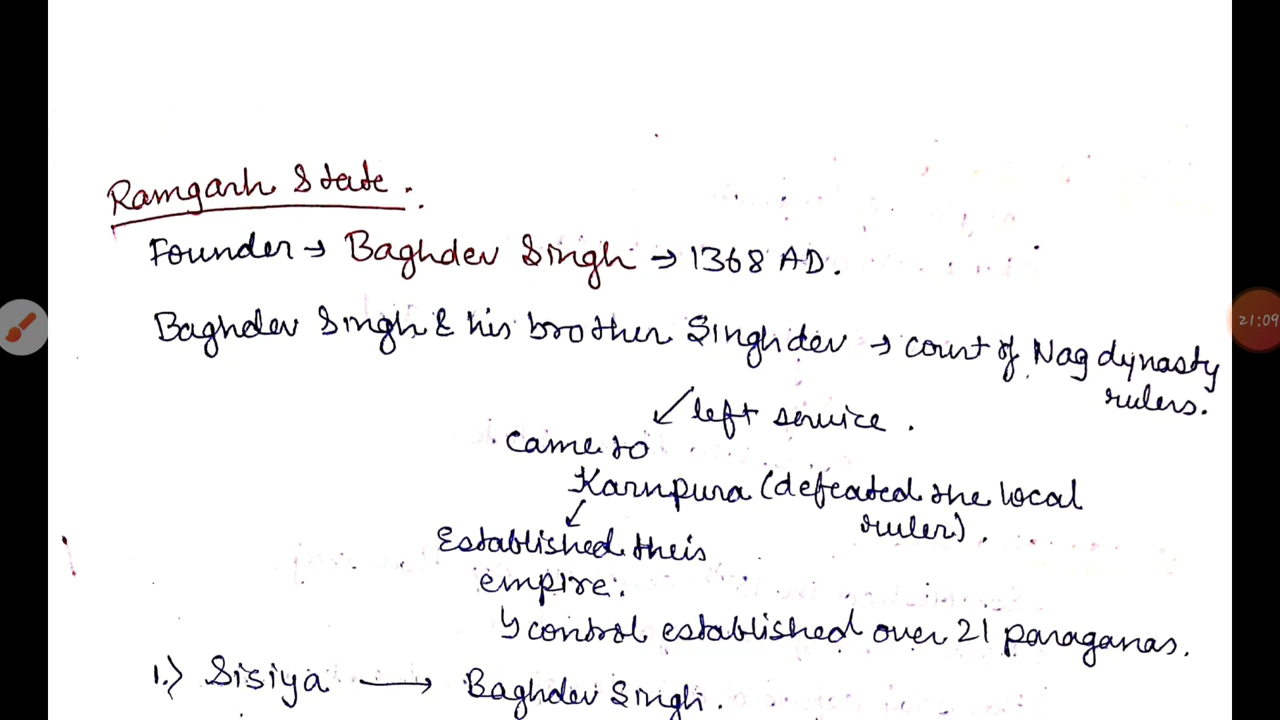 Ramgarh State.
Founder → Baghdev Singh → 1368 AD.
Baghdev Singh & his brother Singhdev → court of Nag dynasty
rulers.
left service.
came to
Karnpura (defeated the local
ruler).
Established their
empire.
↳ control established over 21 paraganas.
1.) Sisiya → Baghdev Singh.
21:09